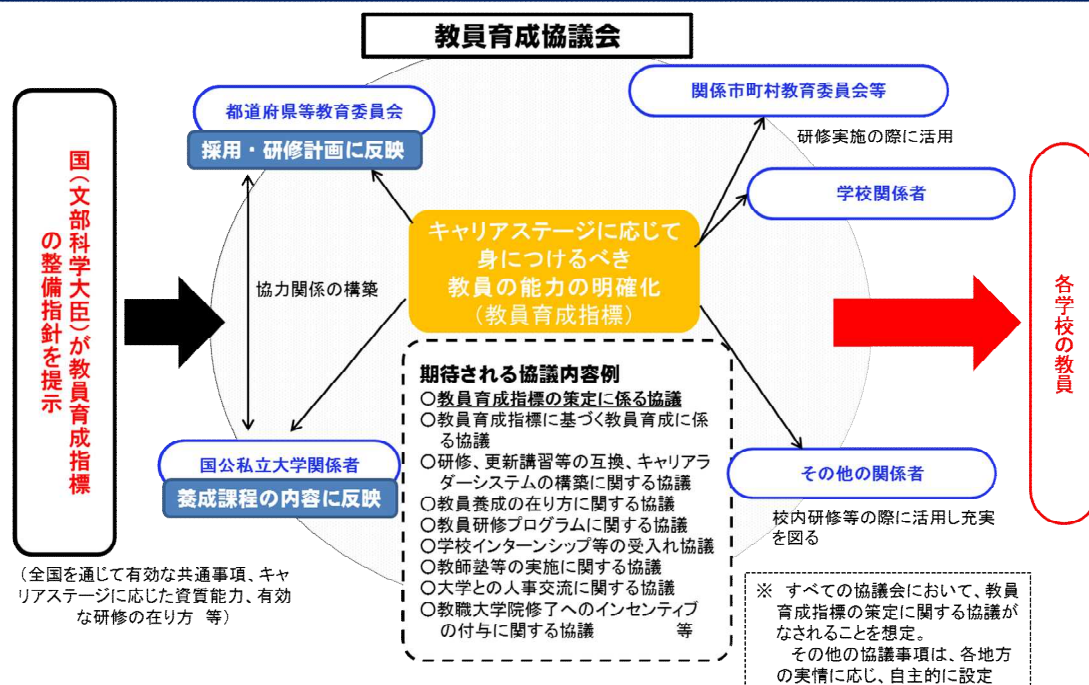 教員育成協議会
国(文部科学大臣)が教員育成指標
の整備指針を提示
(全国を通じて有効な共通事項、キャ
リアステージに応じた資質能力、有効
な研修の在り方 等)
都道府県等教育委員会
採用・研修計画に反映
協力関係の構築
国公私立大学関係者
養成課程の内容に反映
キャリアステージに応じて
身につけるべき
教員の能力の明確化
(教員育成指標)
期待される協議内容例
○教員育成指標の策定に係る協議
○教員育成指標に基づく教員育成に係
る協議
○研修、更新講習等の互換、キャリアラ
ダーシステムの構築に関する協議
○教員養成の在り方に関する協議
○教員研修プログラムに関する協議
○学校インターンシップ等の受入れ協議
○教師塾等の実施に関する協議
○大学との人事交流に関する協議
○教職大学院修了へのインセンティブ
の付与に関する協議 等
関係市町村教育委員会等
研修実施の際に活用
学校関係者
その他の関係者
校内研修等の際に活用し充実
を図る
各学校の教員
※ すべての協議会において、教員
育成指標の策定に関する協議が
なされることを想定。
その他の協議事項は、各地方
の実情に応じ、自主的に設定